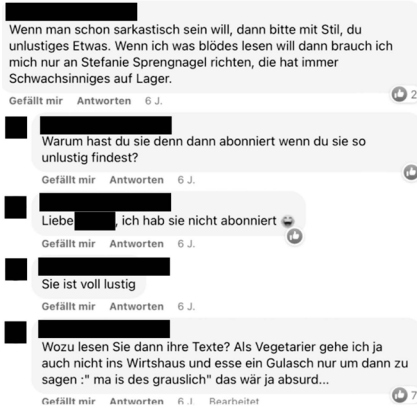 Wenn man schon sarkastisch sein will, dann bitte mit Stil, du
unlustiges Etwas. Wenn ich was blödes lesen will dann brauch ich
mich nur an Stefanie Sprengnagel richten, die hat immer
Schwachsinniges auf Lager.
Gefällt mir Antworten 6 J. 2
Warum hast du sie denn dann abonniert wenn du sie so
unlustig findest?
Gefällt mir Antworten 6 J.
Liebe , ich hab sie nicht abonniert 😂
Gefällt mir Antworten 6 J.
Sie ist voll lustig
Gefällt mir Antworten 6 J.
Wozu lesen Sie dann ihre Texte? Als Vegetarier gehe ich ja
auch nicht ins Wirtshaus und esse ein Gulasch nur um dann zu
sagen :" ma is des grauslich" das wär ja absurd...
Gefällt mir Antworten 6 J. Bearbeitet 7